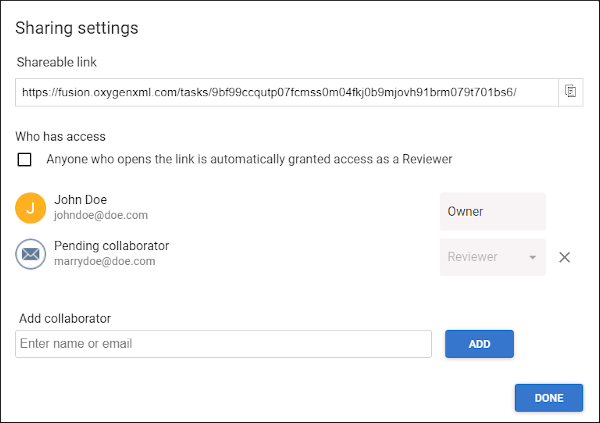 Sharing settings
Shareable link
https://fusion.oxygenxml.com/tasks/9bf99ccqutp07fcmss0m04fkj0b9mjovh91brm079t701bs6/
Who has access
Anyone who opens the link is automatically granted access as a Reviewer
J
John Doe
johndoe@doe.com
Owner
Pending collaborator
marrydoe@doe.com
Reviewer
Add collaborator
Enter name or email
ADD
DONE